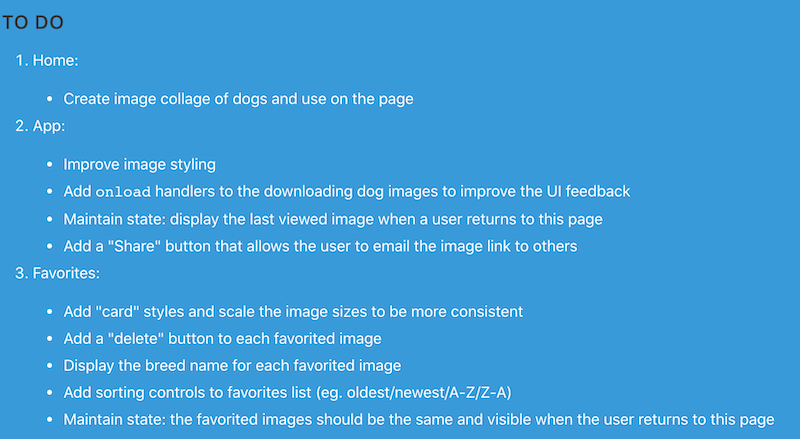 TO DO
1. Home:
• Create image collage of dogs and use on the page
2. App:
• Improve image styling
• Add onload handlers to the downloading dog images to improve the UI feedback
• Maintain state: display the last viewed image when a user returns to this page
• Add a "Share" button that allows the user to email the image link to others
3. Favorites:
• Add "card" styles and scale the image sizes to be more consistent
• Add a "delete" button to each favorited image
• Display the breed name for each favorited image
• Add sorting controls to favorites list (eg. oldest/newest/A-Z/Z-A)
• Maintain state: the favorited images should be the same and visible when the user returns to this page